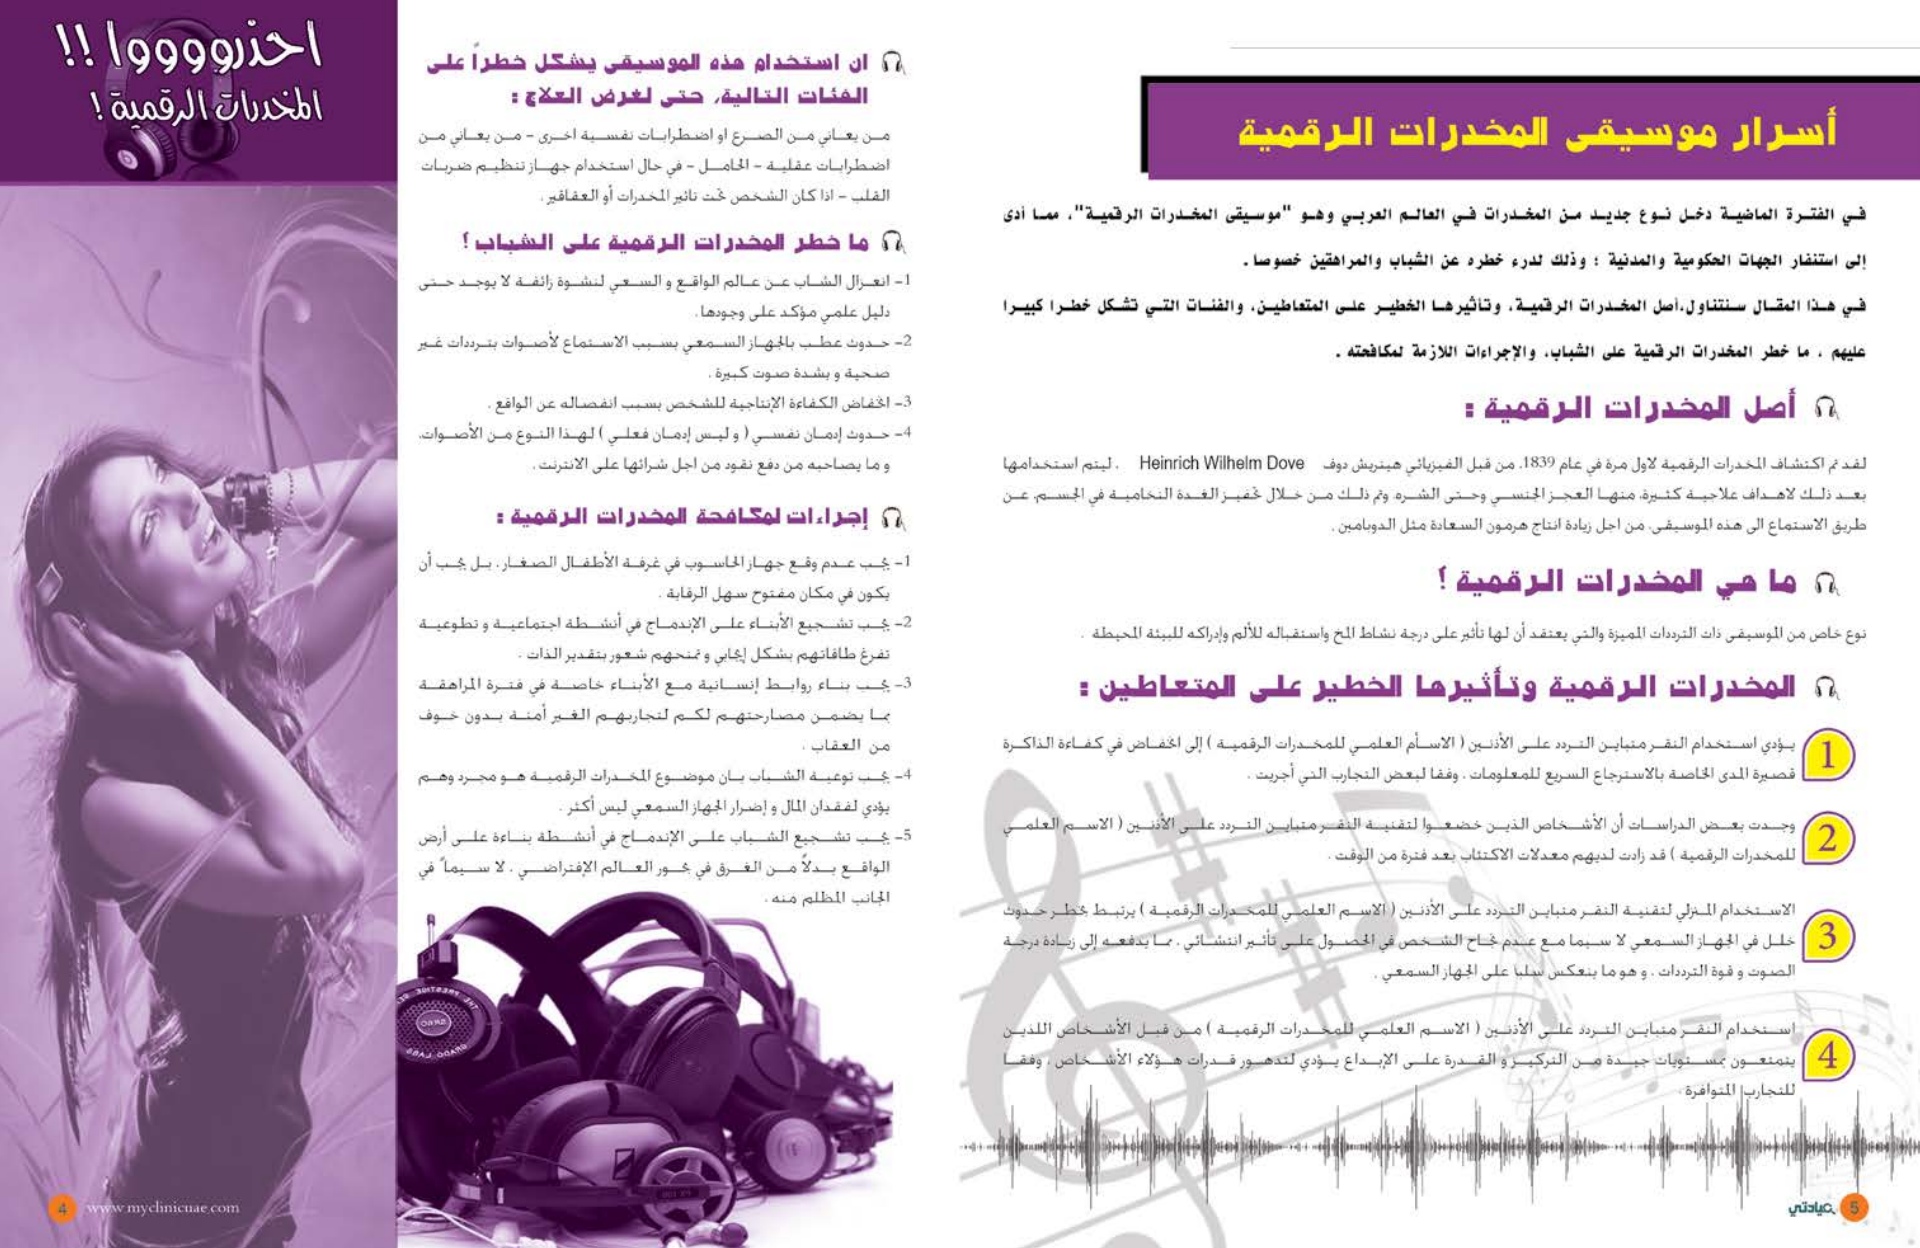 أسرار موسيقى المخدرات الرقمية
في الفترة الماضية دخل نوع جديد من المخدرات في العالم العربي وهو "موسيقى المخدرات الرقمية"، مما أدى
إلى استنفار الجهات الحكومية والمدنية ؛ وذلك لدرء خطره عن الشباب والمراهقين خصوصا .
في هذا المقال سنتناول،أصل المخدرات الرقمية، وتأثيرها الخطير على المتعاطين، والفئات التي تشكل خطرا كبيرا
عليهم ، ما خطر المخدرات الرقمية على الشباب، والإجراءات اللازمة لمكافحته .
أصل المخدرات الرقمية :
لقد تم اكتشاف المخدرات الرقمية لاول مرة في عام 1839، من قبل الفيزيائي هينريش دوف Heinrich Wilhelm Dove ، ليتم استخدامها
بعد ذلك لاهداف علاجية كثيرة، منها العجز الجنسي وحتى الشره، وتم ذلك من خلال تحفيز الغدة النخامية في الجسم، عن
طريق الاستماع الى هذه الموسيقى، من اجل زيادة انتاج هرمون السعادة مثل الدوبامين .
ما هي المخدرات الرقمية ؟
نوع خاص من الموسيقى ذات الترددات المميزة والتي يعتقد أن لها تأثير على درجة نشاط المخ واستقباله للألم وإدراكه للبيئة المحيطة .
المخدرات الرقمية وتأثيرها الخطير على المتعاطين :
1 يؤدي استخدام النقر متباين التردد على الأذنين ( الاسأم العلمي للمخدرات الرقمية ) إلى انخفاض في كفاءة الذاكرة
قصيرة المدى الخاصة بالاسترجاع السريع للمعلومات ، وفقا لبعض التجارب التي أجريت .
2 وجدت بعض الدراسات أن الأشخاص الذين خضعوا لتقنية النقر متباين التردد على الأذنين ( الاسم العلمي
للمخدرات الرقمية ) قد زادت لديهم معدلات الاكتئاب بعد فترة من الوقت .
3 الاستخدام المنزلي لتقنية النقر متباين التردد على الأذنين ( الاسم العلمي للمخدرات الرقمية ) يرتبط بخطر حدوث
خلل في الجهاز السمعي لا سيما مع عدم نجاح الشخص في الحصول على تأثير انتشائي ، مما يدفعه إلى زيادة درجة
الصوت و قوة الترددات ، و هو ما ينعكس سلبا على الجهاز السمعي .
4 استخدام النقر متباين التردد على الأذنين ( الاسم العلمي للمخدرات الرقمية ) من قبل الأشخاص اللذين
يتمتعون بمستويات جيدة من التركيز و القدرة على الإبداع يؤدي لتدهور قدرات هؤلاء الأشخاص ، وفقا
للتجارب المتوافرة .
عيادتي 5
ان استخدام هذه الموسيقى يشكل خطراً على
الفئات التالية، حتى لغرض العلاج :
من يعاني من الصرع او اضطرابات نفسية اخرى - من يعاني من
اضطرابات عقلية - الحامل - في حال استخدام جهاز تنظيم ضربات
القلب - اذا كان الشخص تحت تاثير المخدرات أو العقاقير .
ما خطر المخدرات الرقمية على الشباب ؟
1- انعزال الشباب عن عالم الواقع و السعي لنشوة زائفة لا يوجد حتى
دليل علمي مؤكد على وجودها.
2- حدوث عطب بالجهاز السمعي بسبب الاستماع لأصوات بترددات غير
صحية و بشدة صوت كبيرة .
3- انخفاض الكفاءة الإنتاجية للشخص بسبب انفصاله عن الواقع .
4- حدوث إدمان نفسي ( و ليس إدمان فعلي ) لهذا النوع من الأصوات،
و ما يصاحبه من دفع نقود من اجل شرائها على الانترنت .
إجراءات لمكافحة المخدرات الرقمية :
1- يجب عدم وقع جهاز الحاسوب في غرفة الأطفال الصغار ، بل يجب أن
يكون في مكان مفتوح سهل الرقابة .
2- يجب تشجيع الأبناء على الإندماج في أنشطة اجتماعية و تطوعية
تفرغ طاقاتهم بشكل إيجابي و تمنحهم شعور بتقدير الذات .
3- يجب بناء روابط إنسانية مع الأبناء خاصة في فترة المراهقة
بما يضمن مصارحتهم لكم لتجاربهم الغير أمنة بدون خوف
من العقاب .
4- يجب توعية الشباب بان موضوع المخدرات الرقمية هو مجرد وهم
يؤدي لفقدان المال و إضرار الجهاز السمعي ليس أكثر .
5- يجب تشجيع الشباب على الإندماج في أنشطة بناءة على أرض
الواقع بدلاً من الغرق في بحور العالم الإفتراضي ، لا سيماً في
الجانب المظلم منه .
احذروووووا !!
المخدرات الرقمية !
4 www.myclinicuae.com